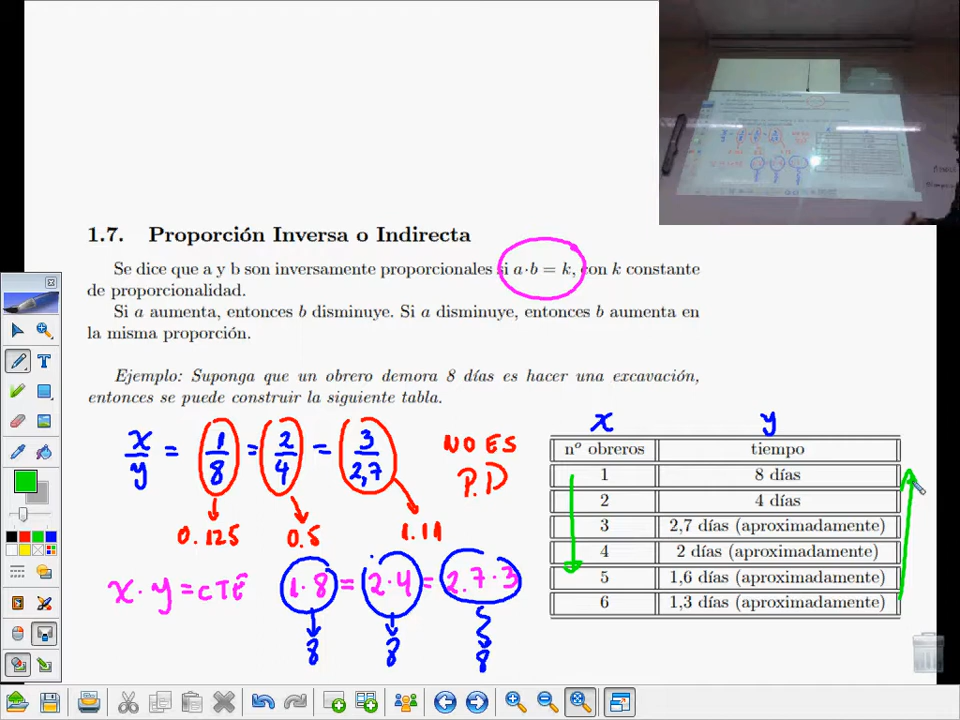 1.7. Proporción Inversa o Indirecta
Se dice que a y b son inversamente proporcionales si a·b = k, con k constante
de proporcionalidad.
Si a aumenta, entonces b disminuye. Si a disminuye, entonces b aumenta en
la misma proporción.
Ejemplo: Suponga que un obrero demora 8 días es hacer una excavación,
entonces se puede construir la siguiente tabla.
x/y = 1/8 = 2/4 = 3/2,7
NO ES
P.D
0.125 0.5 1.11
x·y = cTE 1·8 = 2·4 = 2.7·3
8 8 8
x y
nº obreros tiempo
1 8 días
2 4 días
3 2,7 días (aproximadamente)
4 2 días (aproximadamente)
5 1,6 días (aproximadamente)
6 1,3 días (aproximadamente)
T